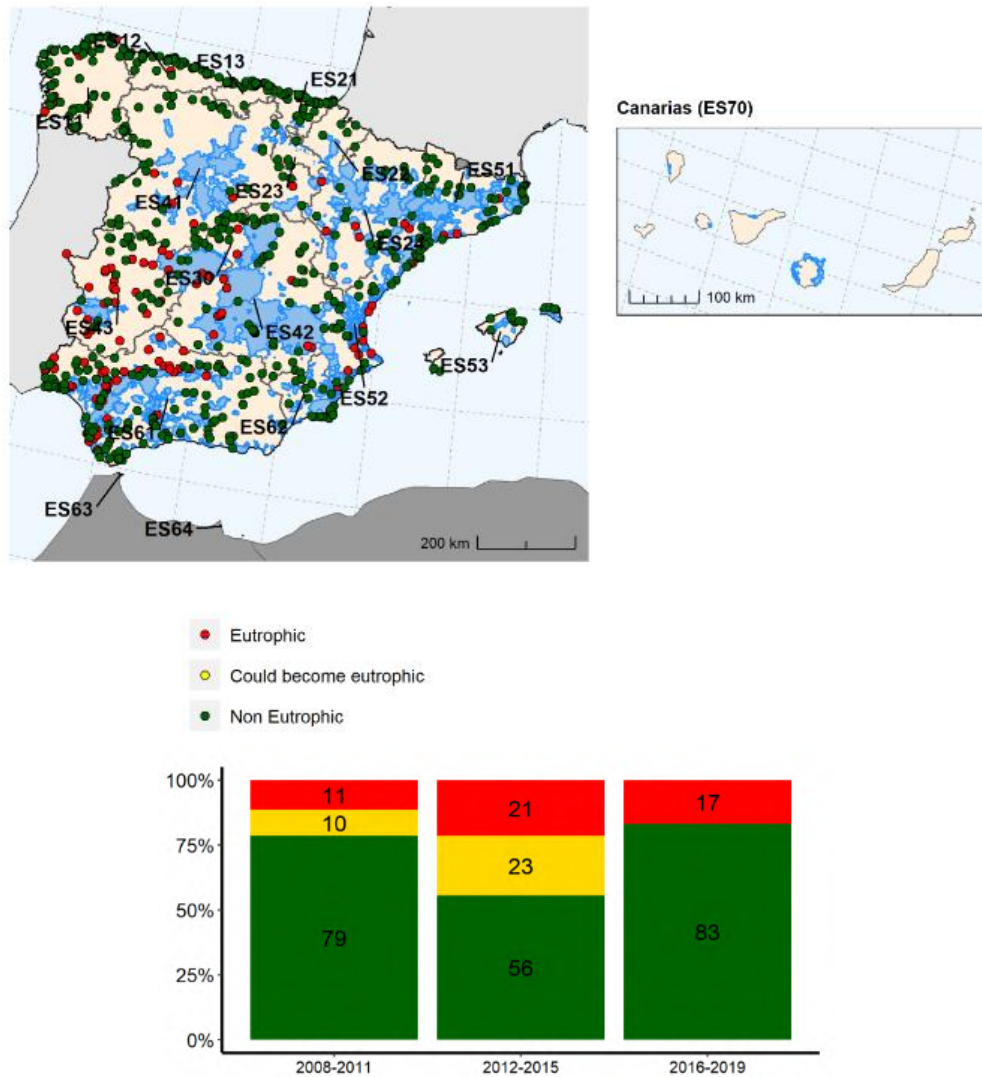 ES12
ES13
ES21
Canarias (ES70)
ES11
ES51
ES22
ES23
ES41
ES24
ES30
100 km
ES43
ES42
ES53
ES52
ES61
ES62
ES63
ES64
200 km
Eutrophic
Could become eutrophic
Non Eutrophic
100%
11
21
17
10
75%
23
79
83
50%
56
25%
0%
2008-2011
2012-2015
2016-2019